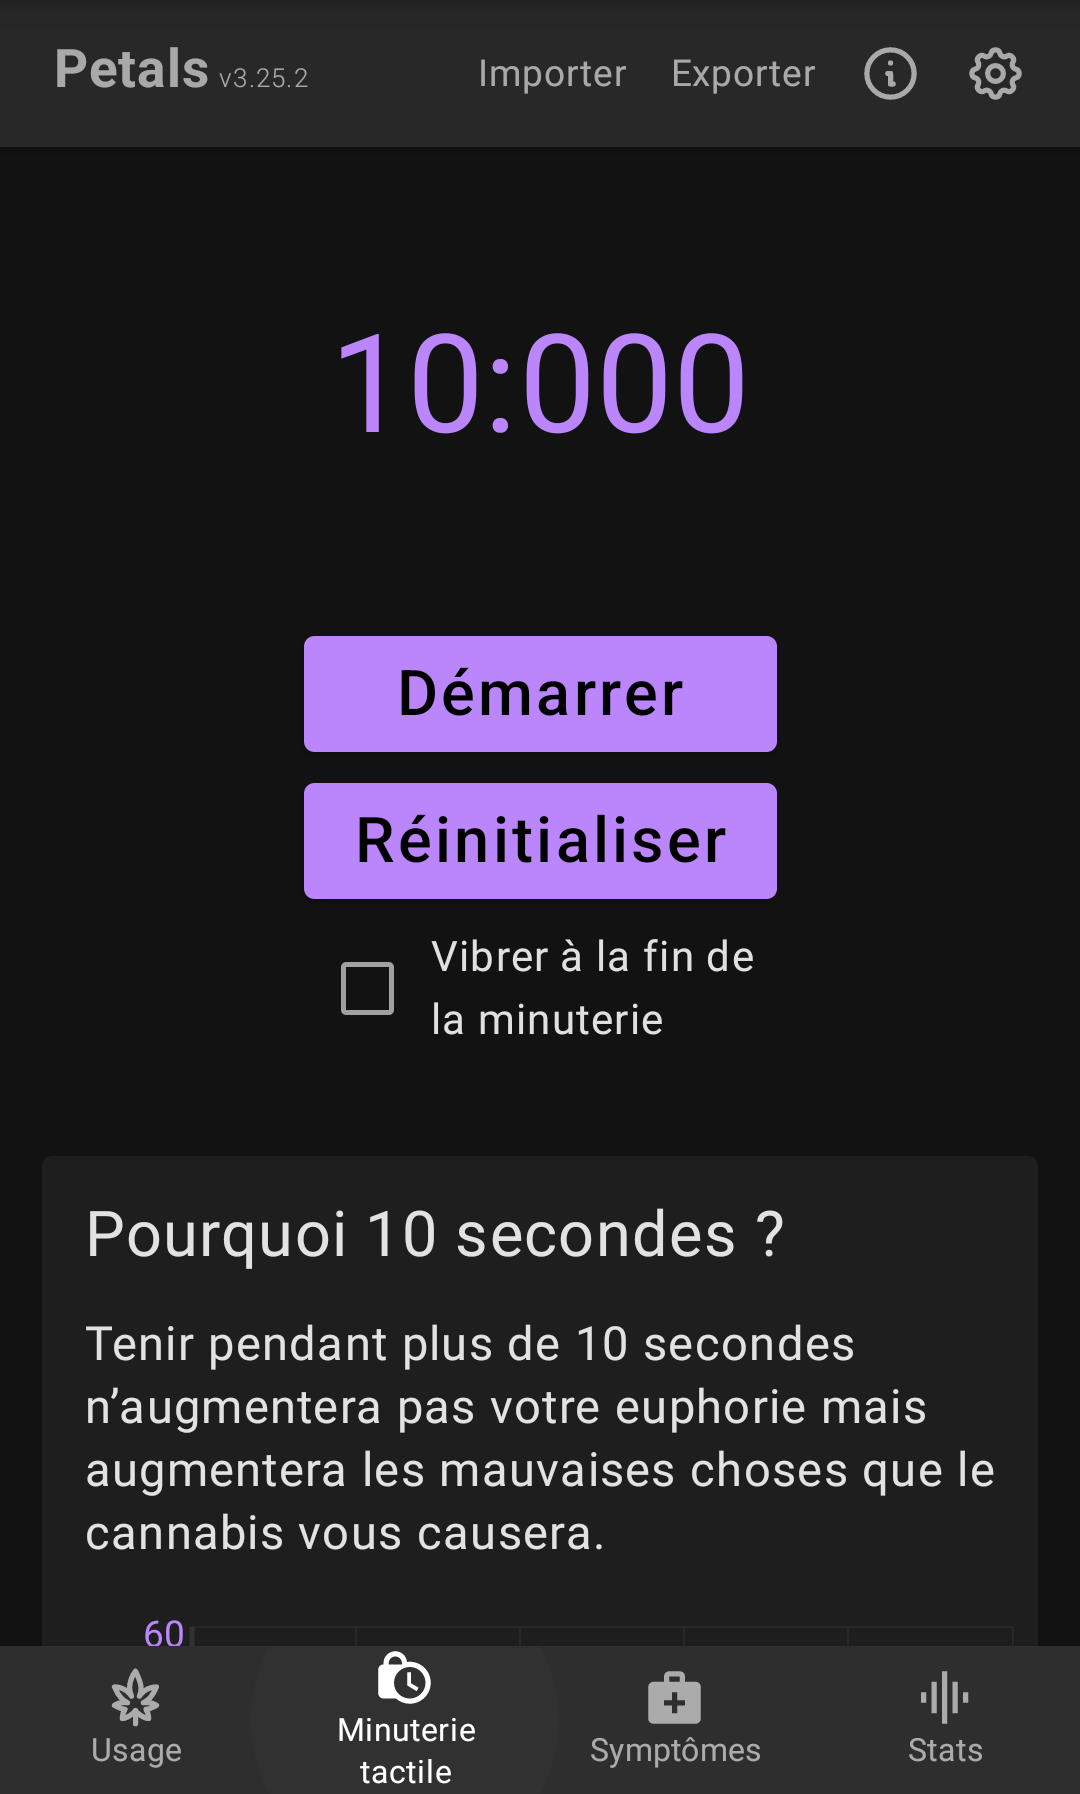 Petals v3.25.2
Importer
Exporter
10:000
Démarrer
Réinitialiser
Vibrer à la fin de
la minuterie
Pourquoi 10 secondes ?
Tenir pendant plus de 10 secondes
n’augmentera pas votre euphorie mais
augmentera les mauvaises choses que le
cannabis vous causera.
60
Usage
Minuterie
tactile
Symptômes
Stats